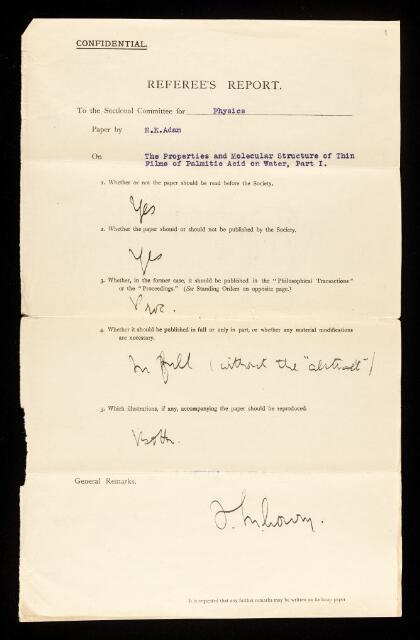 1
CONFIDENTIAL.
REFEREE'S REPORT.
To the Sectional Committee for Physics
Paper by N.K.Adam
On The Properties and Molecular Structure of Thin
Films of Palmitic Acid on Water, Part I.
1. Whether or not the paper should be read before the Society.
Yes
2. Whether the paper should or should not be published by the Society.
Yes
3. Whether, in the former case, it should be published in the "Philosophical Transactions"
or the "Proceedings." (See Standing Orders on opposite page.)
Proc.
4. Whether it should be published in full or only in part, or whether any material modifications
are necessary.
In full (without the "abstract")
5. Which illustrations, if any, accompanying the paper should be reproduced.
Both.
General Remarks.
It is requested that any further remarks may be written on foolscap paper